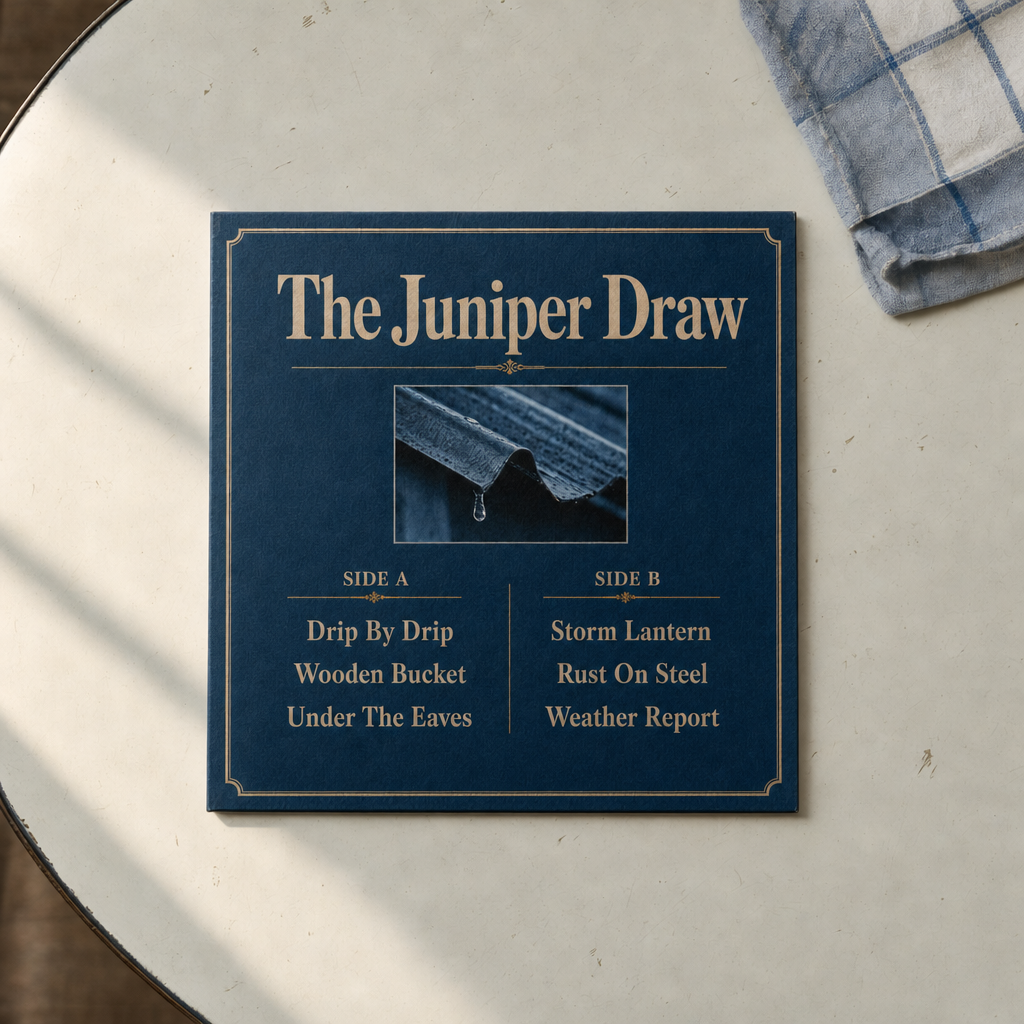 The Juniper Draw
SIDE A
Drip By Drip
Wooden Bucket
Under The Eaves
SIDE B
Storm Lantern
Rust On Steel
Weather Report